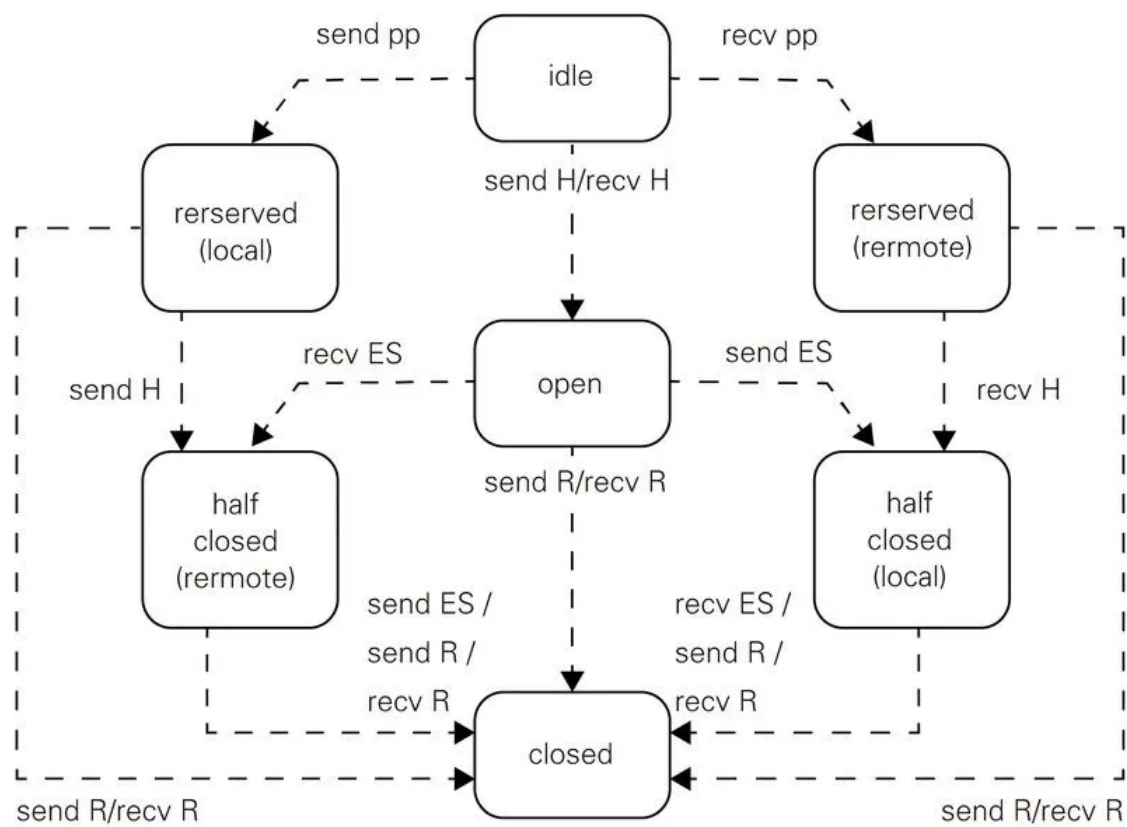 send pp
idle
recv pp
send H/recv H
rerserved
(local)
rerserved
(rermote)
recv ES
send ES
send H
open
recv H
send R/recv R
half
closed
(rermote)
half
closed
(local)
send ES /
send R /
recv R
recv ES /
send R /
recv R
closed
send R/recv R
send R/recv R